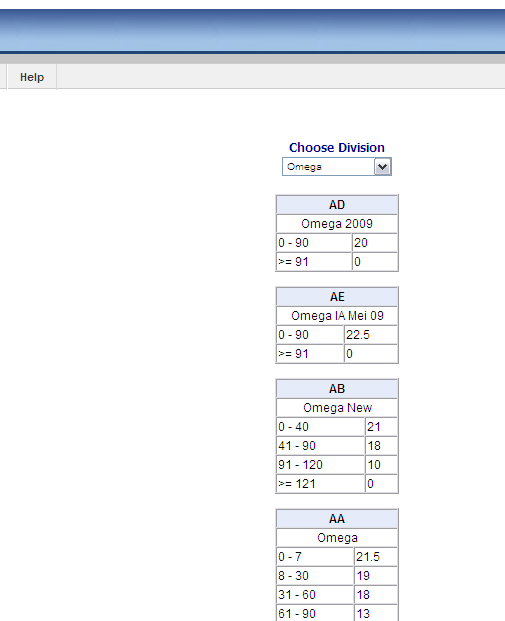 Help
Choose Division
Omega
AD
Omega 2009
0 - 90 20
>= 91 0
AE
Omega IA Mei 09
0 - 90 22.5
>= 91 0
AB
Omega New
0 - 40 21
41 - 90 18
91 - 120 10
>= 121 0
AA
Omega
0 - 7 21.5
8 - 30 19
31 - 60 18
61 - 90 13